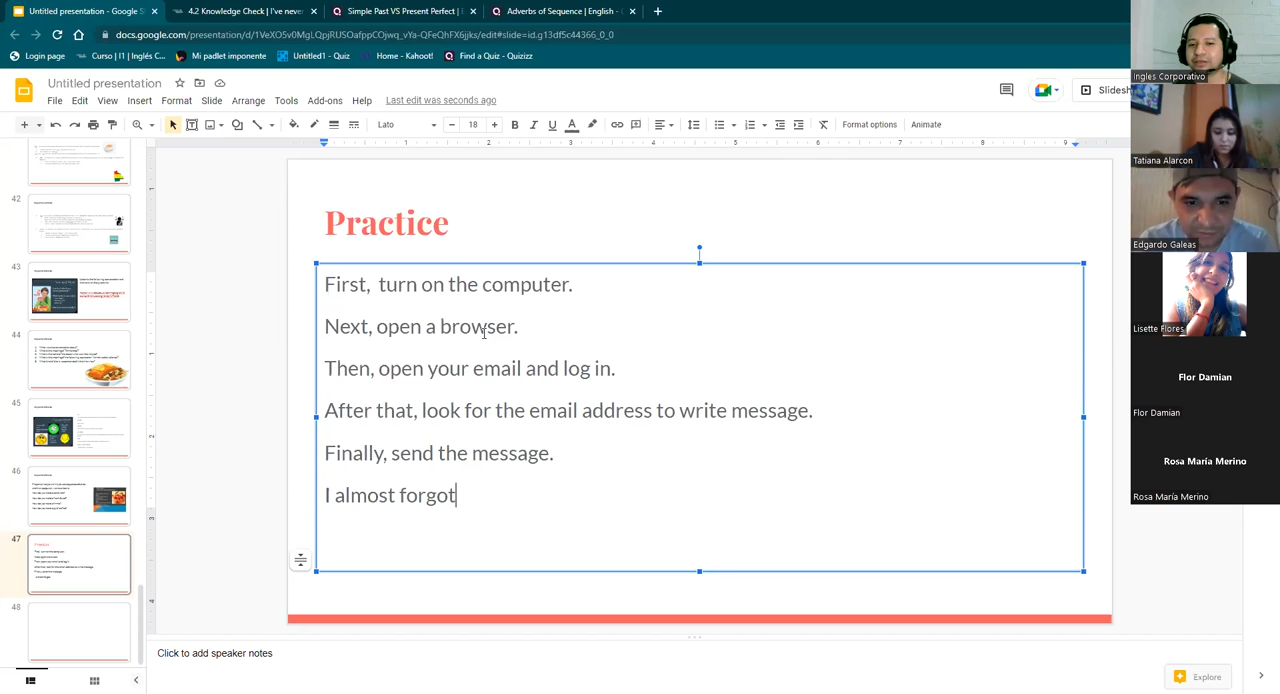 Untitled presentation - Google S
4.2 Knowledge Check | I've never
Simple Past VS Present Perfect | E
Adverbs of Sequence | English -
docs.google.com/presentation/d/1VeXO5v0MgLQpjRUSOafppCOjwq_vYa-QFeQhFX6jjks/edit#slide=id.g13df5c44366_0_0
Login page
Curso | I1 | Inglés C...
Mi padlet imponente
Untitled1 - Quiz
Home - Kahoot!
Find a Quiz - Quizizz
Untitled presentation
File Edit View Insert Format Slide Arrange Tools Add-ons Help Last edit was seconds ago
Slidesh
Lato
18
Format options
Animate
Practice
First, turn on the computer.
Next, open a browser.
Then, open your email and log in.
After that, look for the email address to write message.
Finally, send the message.
I almost forgot
42
43
44
45
46
47
48
Click to add speaker notes
Explore
Ingles Corporativo
Tatiana Alarcon
Edgardo Galeas
Lisette Flores
Flor Damian
Flor Damian
Rosa María Merino
Rosa María Merino